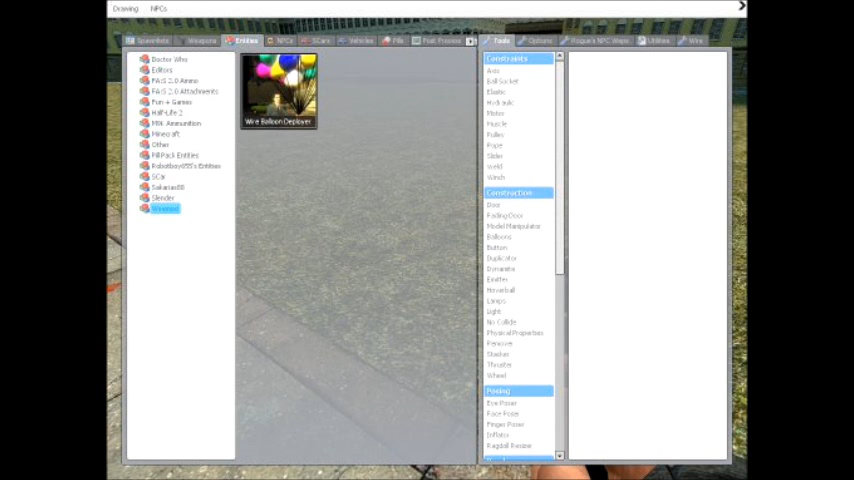 Drawing NPCs
Spawnlists Weapons Entities NPCs SCars Vehicles Post Process Tools Options Rogue's NPC Weps Utilities Wire
Doctor Who
Editors
FA:S 2.0 Ammo
FA:S 2.0 Attachments
Fun + Games
Half-Life 2
Ammunition
Minecraft
Other
PillPack Entities
Robotboy655's Entities
SCar
Sakarias88
Slender
Wiremod
Wire Balloon Deployer
Constraints
Axis
Ball Socket
Elastic
Hydraulic
Motor
Muscle
Pulley
Rope
Slider
Weld
Winch
Construction
Door
Fading Door
Model Manipulator
Balloons
Button
Duplicator
Dynamite
Emitter
Hoverball
Lamps
Light
No Collide
Physical Properties
Remover
Stacker
Thruster
Wheel
Posing
Eye Poser
Face Poser
Finger Poser
Inflator
Ragdoll Resizer